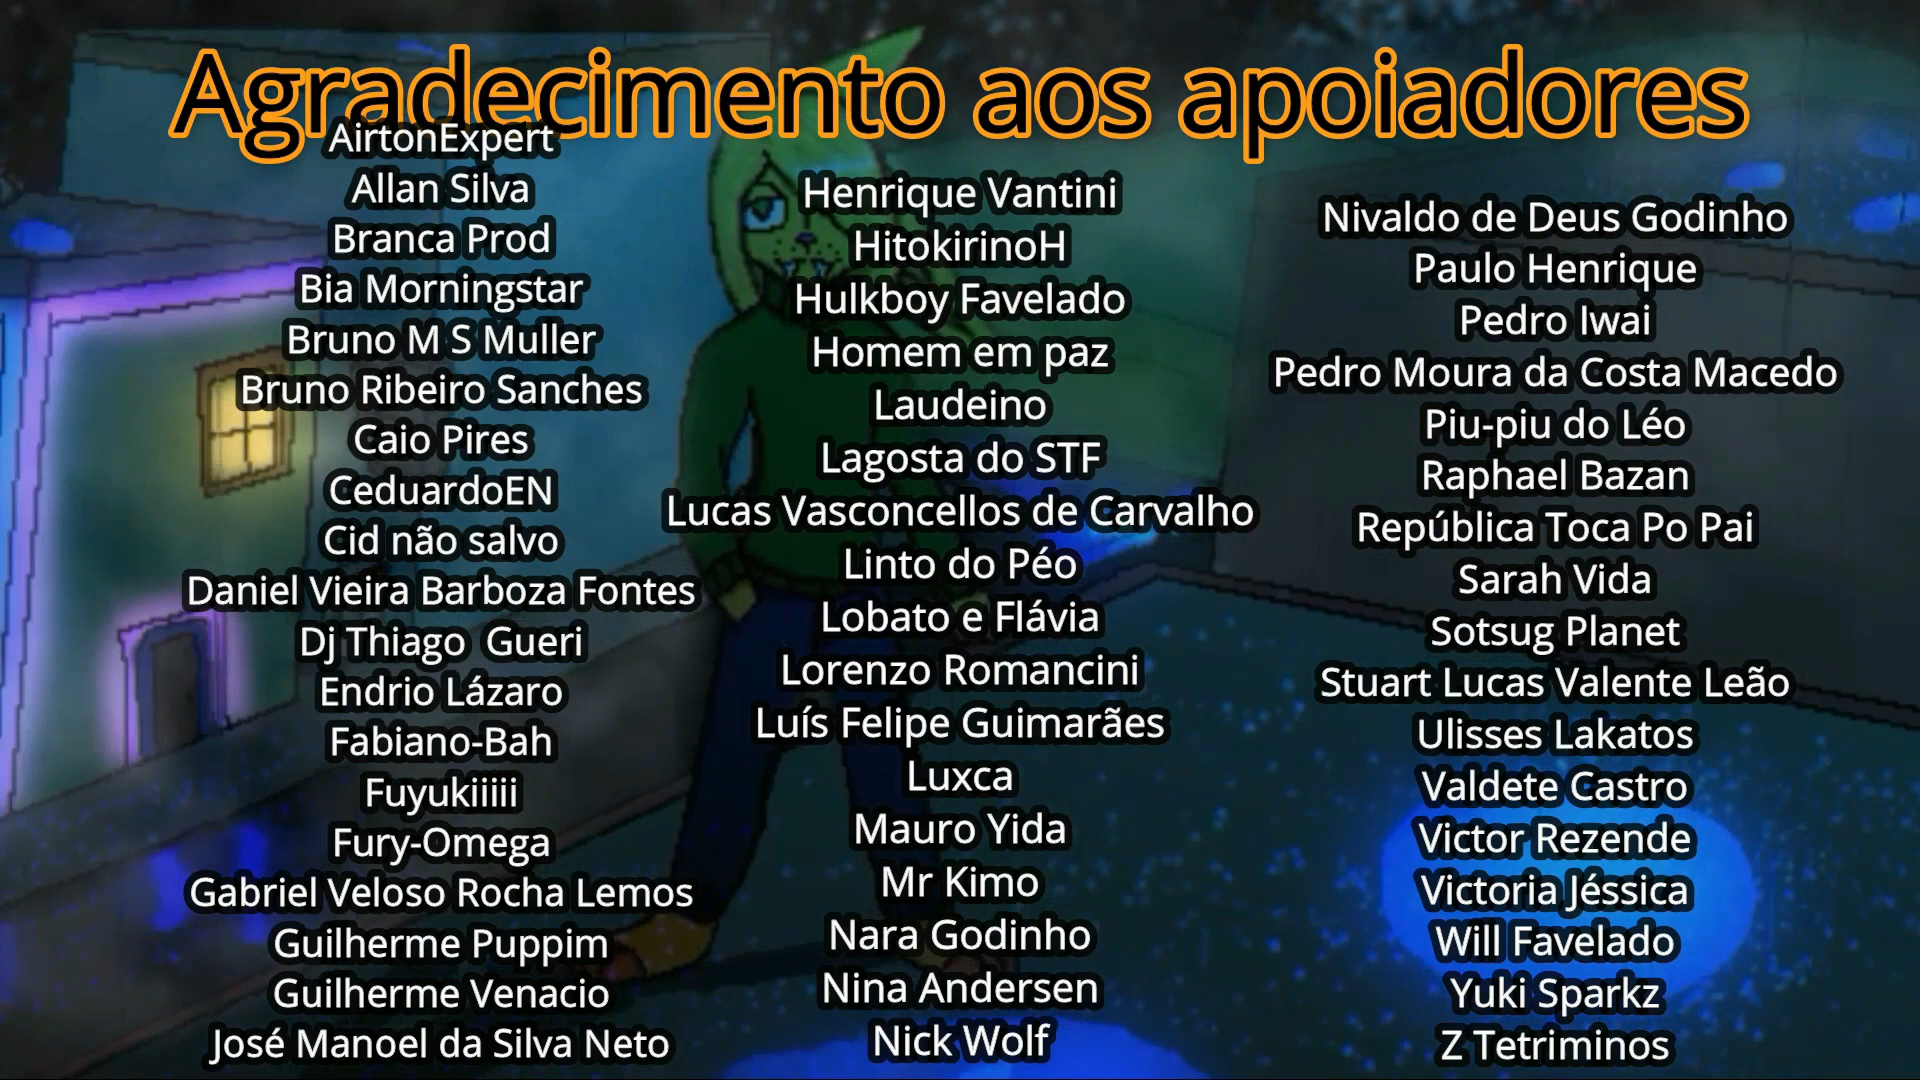 Agradecimento aos apoiadores
AirtonExpert
Allan Silva
Branca Prod
Bia Morningstar
Bruno M S Muller
Bruno Ribeiro Sanches
Caio Pires
CeduardoEN
Cid não salvo
Daniel Vieira Barboza Fontes
Dj Thiago  Gueri
Endrio Lázaro
Fabiano-Bah
Fuyukiiiii
Fury-Omega
Gabriel Veloso Rocha Lemos
Guilherme Puppim
Guilherme Venacio
José Manoel da Silva Neto
Henrique Vantini
HitokirinoH
Hulkboy Favelado
Homem em paz
Laudeino
Lagosta do STF
Lucas Vasconcellos de Carvalho
Linto do Péo
Lobato e Flávia
Lorenzo Romancini
Luís Felipe Guimarães
Luxca
Mauro Yida
Mr Kimo
Nara Godinho
Nina Andersen
Nick Wolf
Nivaldo de Deus Godinho
Paulo Henrique
Pedro Iwai
Pedro Moura da Costa Macedo
Piu-piu do Léo
Raphael Bazan
República Toca Po Pai
Sarah Vida
Sotsug Planet
Stuart Lucas Valente Leão
Ulisses Lakatos
Valdete Castro
Victor Rezende
Victoria Jéssica
Will Favelado
Yuki Sparkz
Z Tetriminos